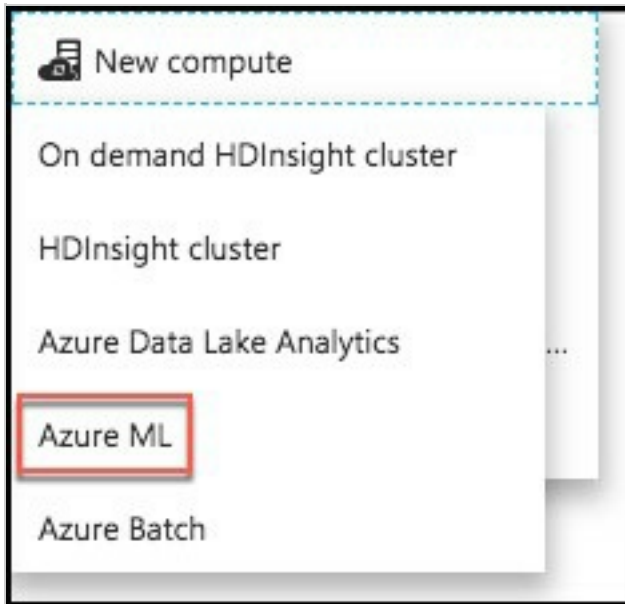 New compute
On demand HDInsight cluster
HDInsight cluster
Azure Data Lake Analytics
...
Azure ML
Azure Batch